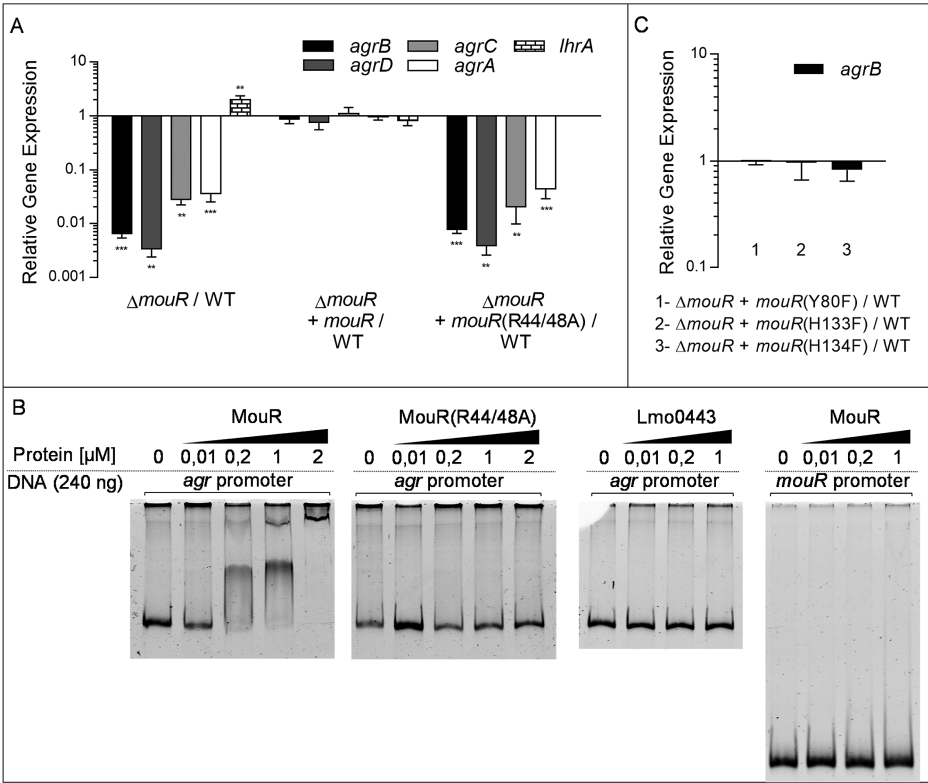 A
agrB agrC lhrA
agrD agrA
Relative Gene Expression
10
1
0.1
0.01
0.001
*** ** ** *** **
*** ** ** ***
ΔmouR / WT
ΔmouR
+ mouR /
WT
ΔmouR
+ mouR(R44/48A) /
WT
C
agrB
Relative Gene Expression
10
1
0.1
1 2 3
1- ΔmouR + mouR(Y80F) / WT
2- ΔmouR + mouR(H133F) / WT
3- ΔmouR + mouR(H134F) / WT
B
MouR MouR(R44/48A) Lmo0443 MouR
Protein [µM] 0 0,01 0,2 1 2 0 0,01 0,2 1 2 0 0,01 0,2 1 0 0,01 0,2 1
DNA (240 ng) agr promoter agr promoter agr promoter mouR promoter